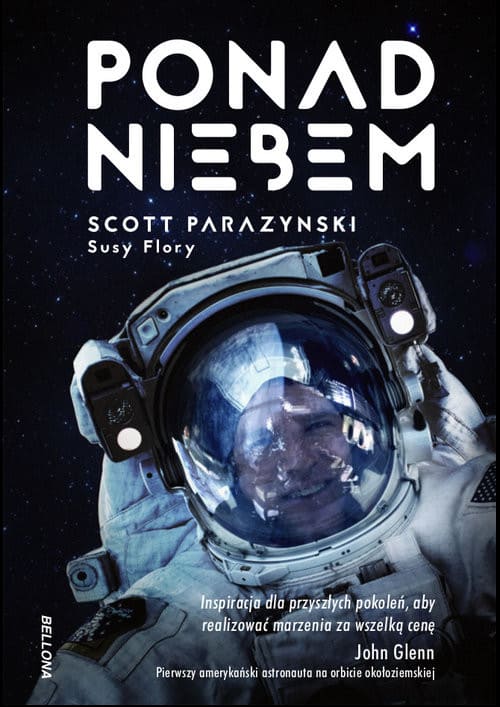 PONAD
NIEBEM
SCOTT PARAZYNSKI
Susy Flory
Inspiracja dla przyszłych pokoleń, aby
realizować marzenia za wszelką cenę
John Glenn
Pierwszy amerykański astronauta na orbicie okołoziemskiej
BELLONA